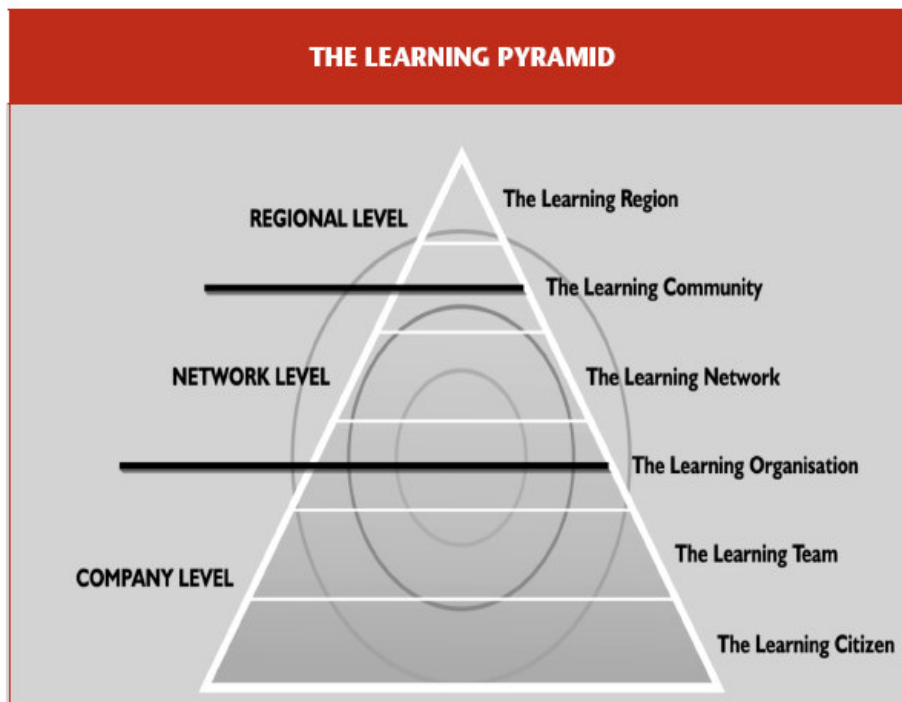 THE LEARNING PYRAMID
The Learning Region
REGIONAL LEVEL
The Learning Community
NETWORK LEVEL
The Learning Network
The Learning Organisation
The Learning Team
COMPANY LEVEL
The Learning Citizen